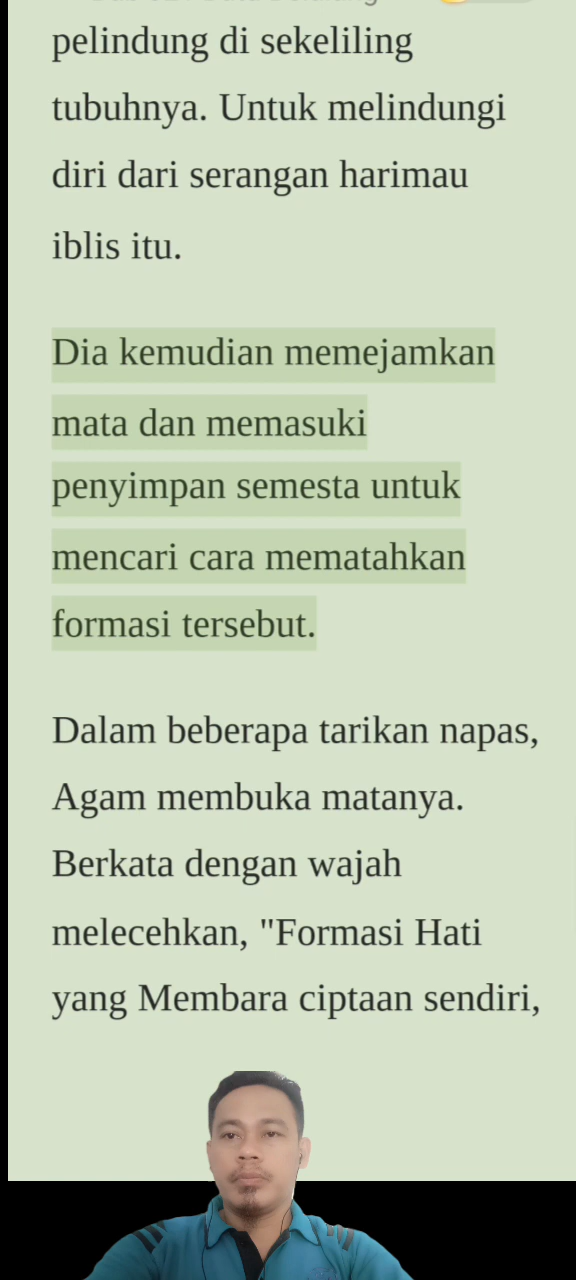 pelindung di sekeliling
tubuhnya. Untuk melindungi
diri dari serangan harimau
iblis itu.
Dia kemudian memejamkan
mata dan memasuki
penyimpan semesta untuk
mencari cara mematahkan
formasi tersebut.
Dalam beberapa tarikan napas,
Agam membuka matanya.
Berkata dengan wajah
melecehkan, "Formasi Hati
yang Membara ciptaan sendiri,